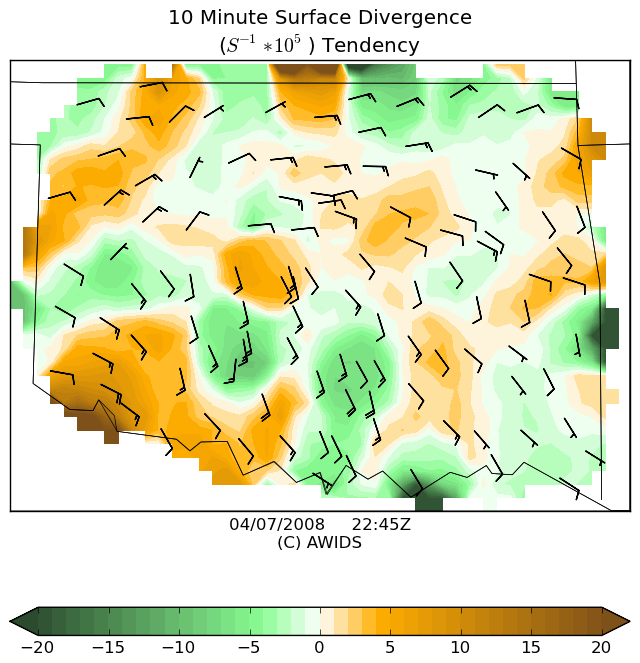 10 Minute Surface Divergence
(S⁻¹ *10⁵ ) Tendency
04/07/2008 22:45Z
(C) AWIDS
−20 −15 −10 −5 0 5 10 15 20